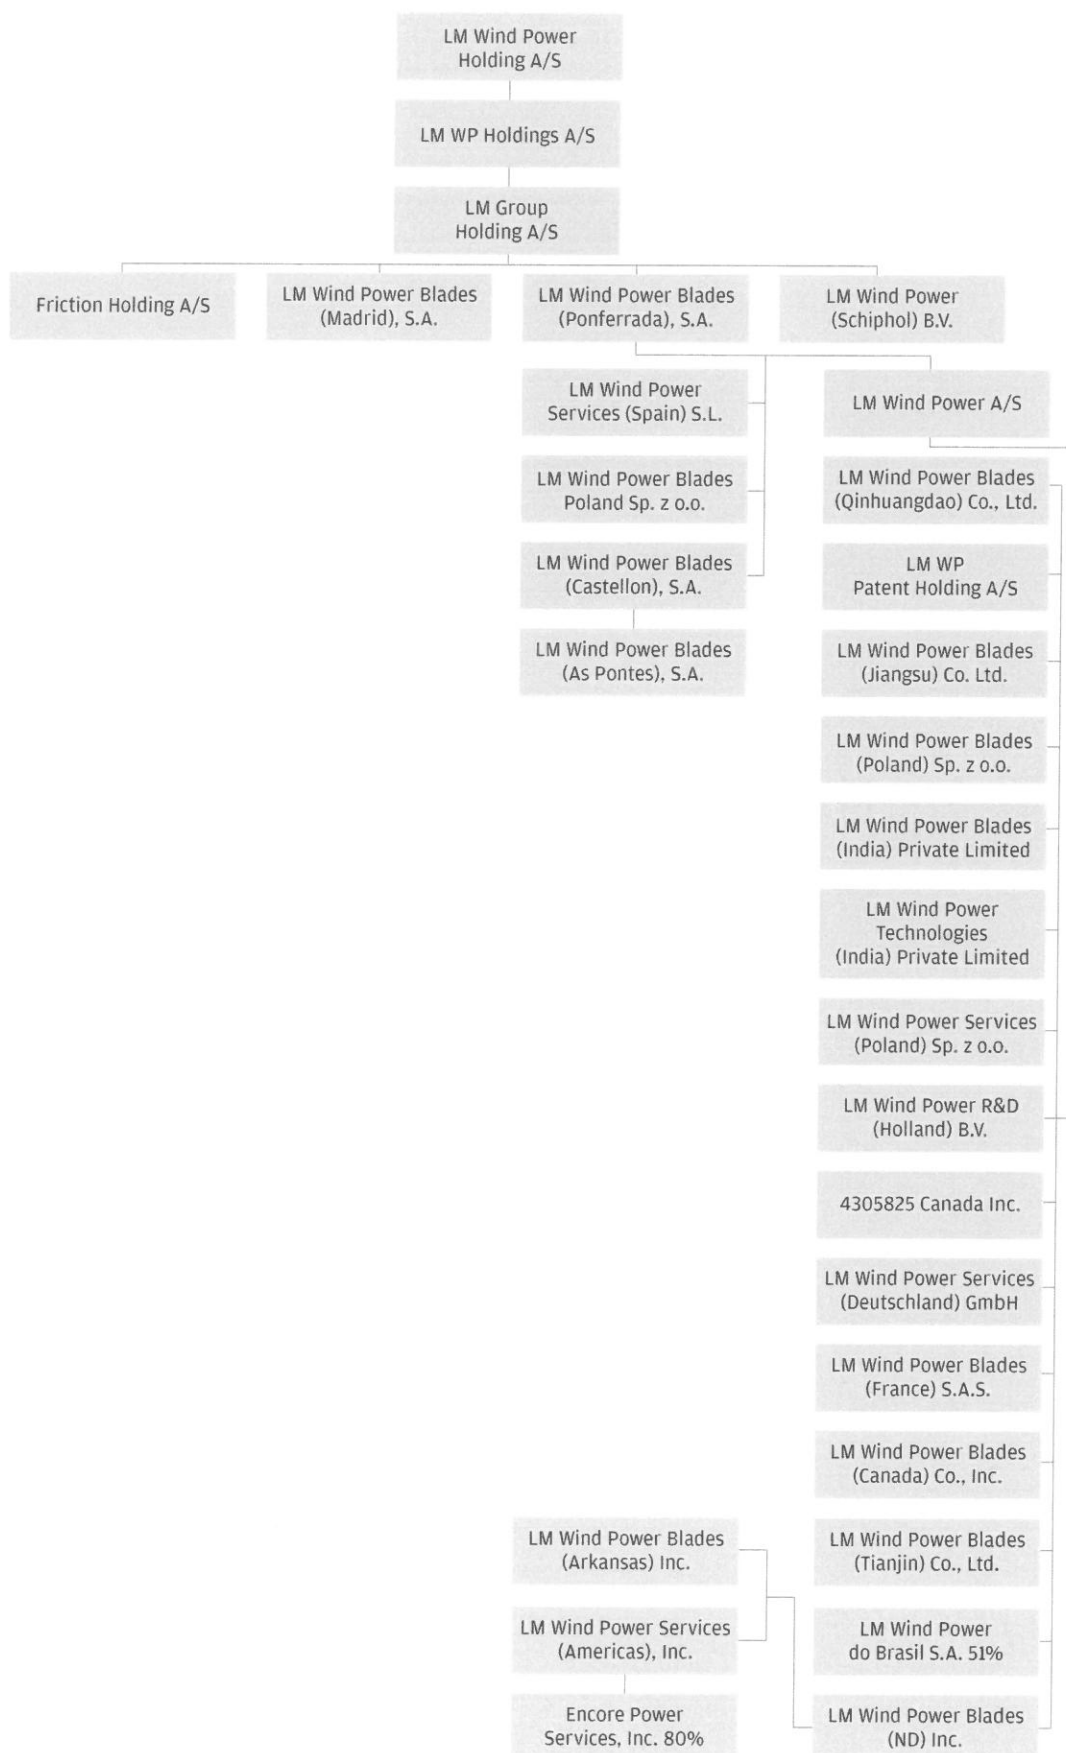 LM Wind Power
Holding A/S
LM WP Holdings A/S
LM Group
Holding A/S
Friction Holding A/S
LM Wind Power Blades
(Madrid), S.A.
LM Wind Power Blades
(Ponferrada), S.A.
LM Wind Power
(Schiphol) B.V.
LM Wind Power
Services (Spain) S.L.
LM Wind Power Blades
Poland Sp. z o.o.
LM Wind Power Blades
(Castellon), S.A.
LM Wind Power Blades
(As Pontes), S.A.
LM Wind Power A/S
LM Wind Power Blades
(Qinhuangdao) Co., Ltd.
LM WP
Patent Holding A/S
LM Wind Power Blades
(Jiangsu) Co. Ltd.
LM Wind Power Blades
(Poland) Sp. z o.o.
LM Wind Power Blades
(India) Private Limited
LM Wind Power
Technologies
(India) Private Limited
LM Wind Power Services
(Poland) Sp. z o.o.
LM Wind Power R&D
(Holland) B.V.
4305825 Canada Inc.
LM Wind Power Services
(Deutschland) GmbH
LM Wind Power Blades
(France) S.A.S.
LM Wind Power Blades
(Canada) Co., Inc.
LM Wind Power Blades
(Tianjin) Co., Ltd.
LM Wind Power
do Brasil S.A. 51%
LM Wind Power Blades
(ND) Inc.
LM Wind Power Blades
(Arkansas) Inc.
LM Wind Power Services
(Americas), Inc.
Encore Power
Services, Inc. 80%